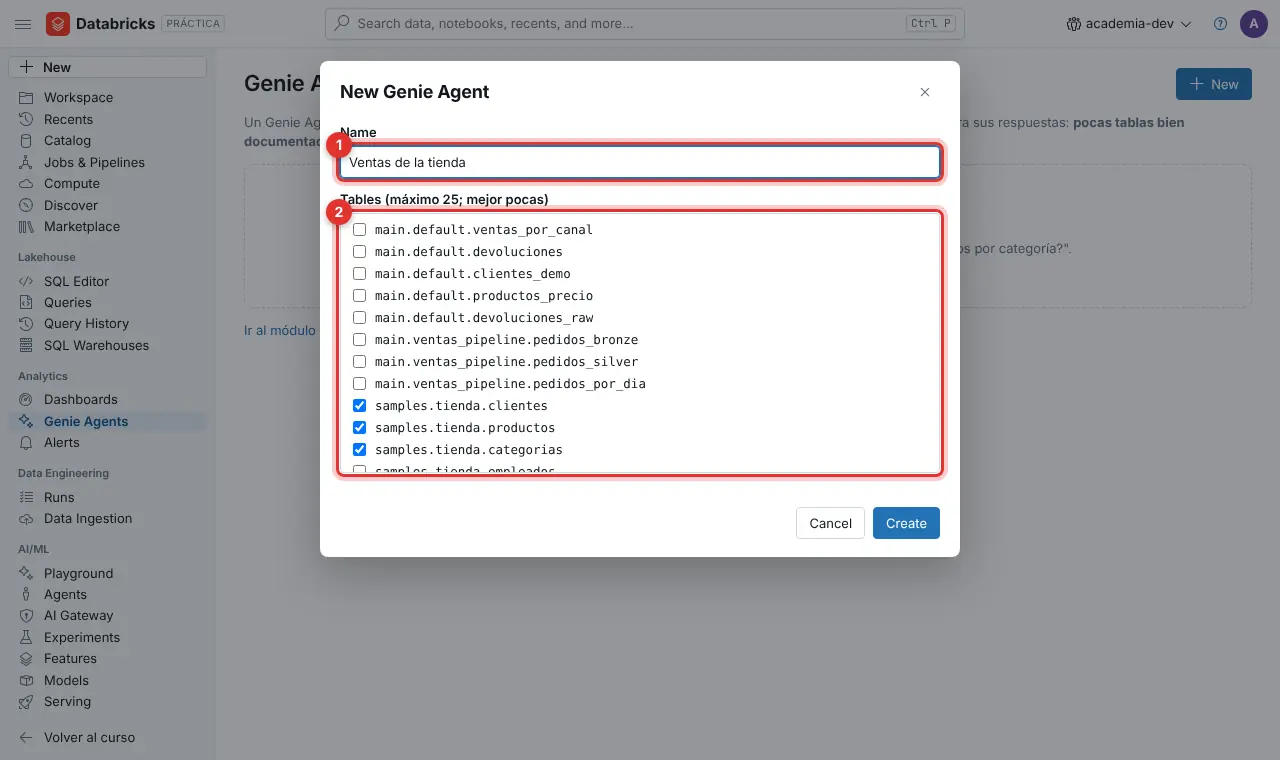 Databricks PRÁCTICA
Search data, notebooks, recents, and more...
Ctrl P
academia-dev
?
A
New
Workspace
Recents
Catalog
Jobs & Pipelines
Compute
Discover
Marketplace
Lakehouse
SQL Editor
Queries
Query History
SQL Warehouses
Analytics
Dashboards
Genie Agents
Alerts
Data Engineering
Runs
Data Ingestion
AI/ML
Playground
Agents
AI Gateway
Experiments
Features
Models
Serving
Volver al curso
Genie A
New
Un Genie Ag
ra sus respuestas: pocas tablas bien
documentad
os por categoría?".
Ir al módulo
New Genie Agent
Name
1
Ventas de la tienda
Tables (máximo 25; mejor pocas)
2
main.default.ventas_por_canal
main.default.devoluciones
main.default.clientes_demo
main.default.productos_precio
main.default.devoluciones_raw
main.ventas_pipeline.pedidos_bronze
main.ventas_pipeline.pedidos_silver
main.ventas_pipeline.pedidos_por_dia
samples.tienda.clientes
samples.tienda.productos
samples.tienda.categorias
samples.tienda.empleados
Cancel
Create